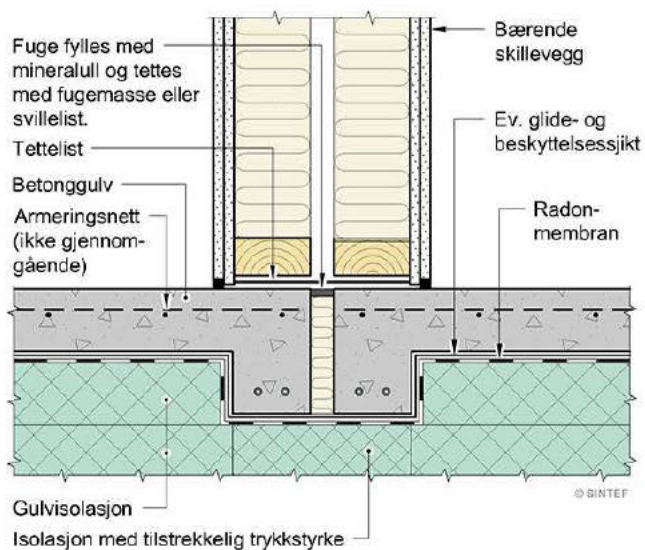 Fuge fylles med
mineralull og tettes
med fugemasse eller
svillelist.
Tettelist
Betonggulv
Armeringsnett
(ikke gjennom-
gående)
Bærende
skillevegg
Ev. glide- og
beskyttelsessjikt
Radon-
membran
© SINTEF
Gulvisolasjon
Isolasjon med tilstrekkelig trykkstyrke